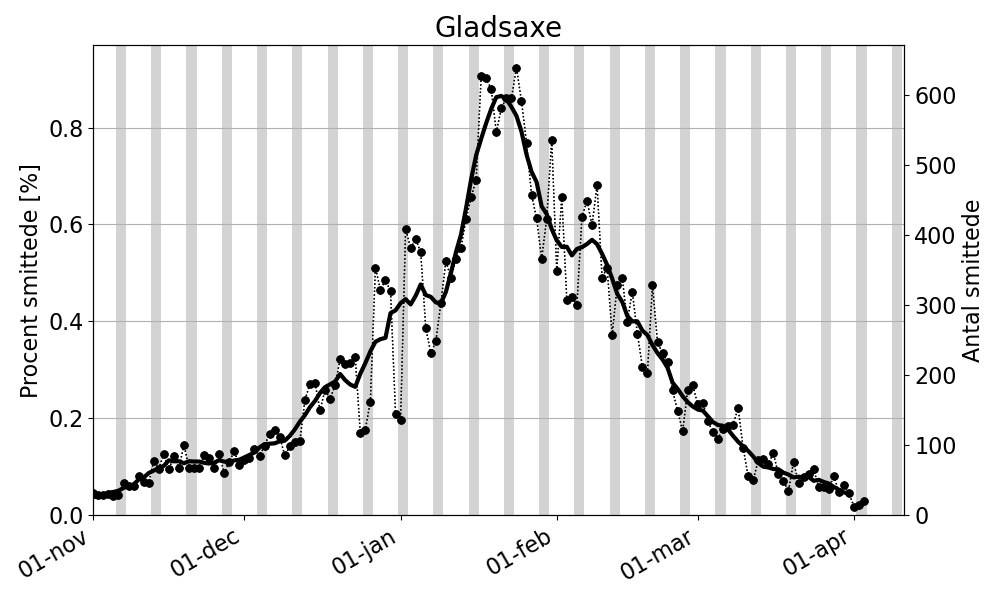 Gladsaxe
Procent smittede [%]
0.8
0.6
0.4
0.2
0.0
600
500
400
300
200
100
0
Antal smittede
01-nov
01-dec
01-jan
01-feb
01-mar
01-apr